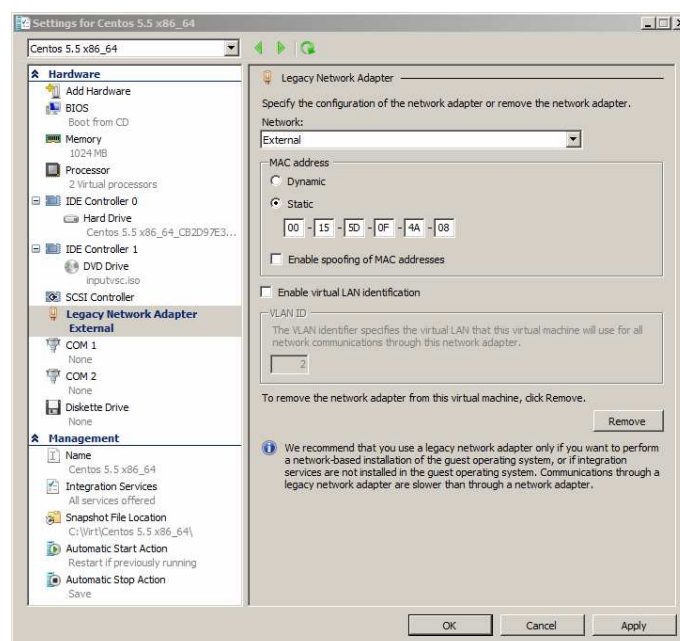 Settings for Centos 5.5 x86_64
Centos 5.5 x86_64
Hardware
Add Hardware
BIOS
Boot from CD
Memory
1024 MB
Processor
2 Virtual processors
IDE Controller 0
Hard Drive
Centos 5.5 x86_64_CB2D97E3...
IDE Controller 1
DVD Drive
inputvsc.iso
SCSI Controller
Legacy Network Adapter
External
COM 1
None
COM 2
None
Diskette Drive
None
Management
Name
Centos 5.5 x86_64
Integration Services
All services offered
Snapshot File Location
C:\Virt\Centos 5.5 x86_64\
Automatic Start Action
Restart if previously running
Automatic Stop Action
Save
Legacy Network Adapter
Specify the configuration of the network adapter or remove the network adapter.
Network:
External
MAC address
Dynamic
Static
00 - 15 - 5D - 0F - 4A - 08
Enable spoofing of MAC addresses
Enable virtual LAN identification
VLAN ID
The VLAN identifier specifies the virtual LAN that this virtual machine will use for all
network communications through this network adapter.
2
To remove the network adapter from this virtual machine, click Remove.
Remove
We recommend that you use a legacy network adapter only if you want to perform
a network-based installation of the guest operating system, or if integration
services are not installed in the guest operating system. Communications through a
legacy network adapter are slower than through a network adapter.
OK Cancel Apply